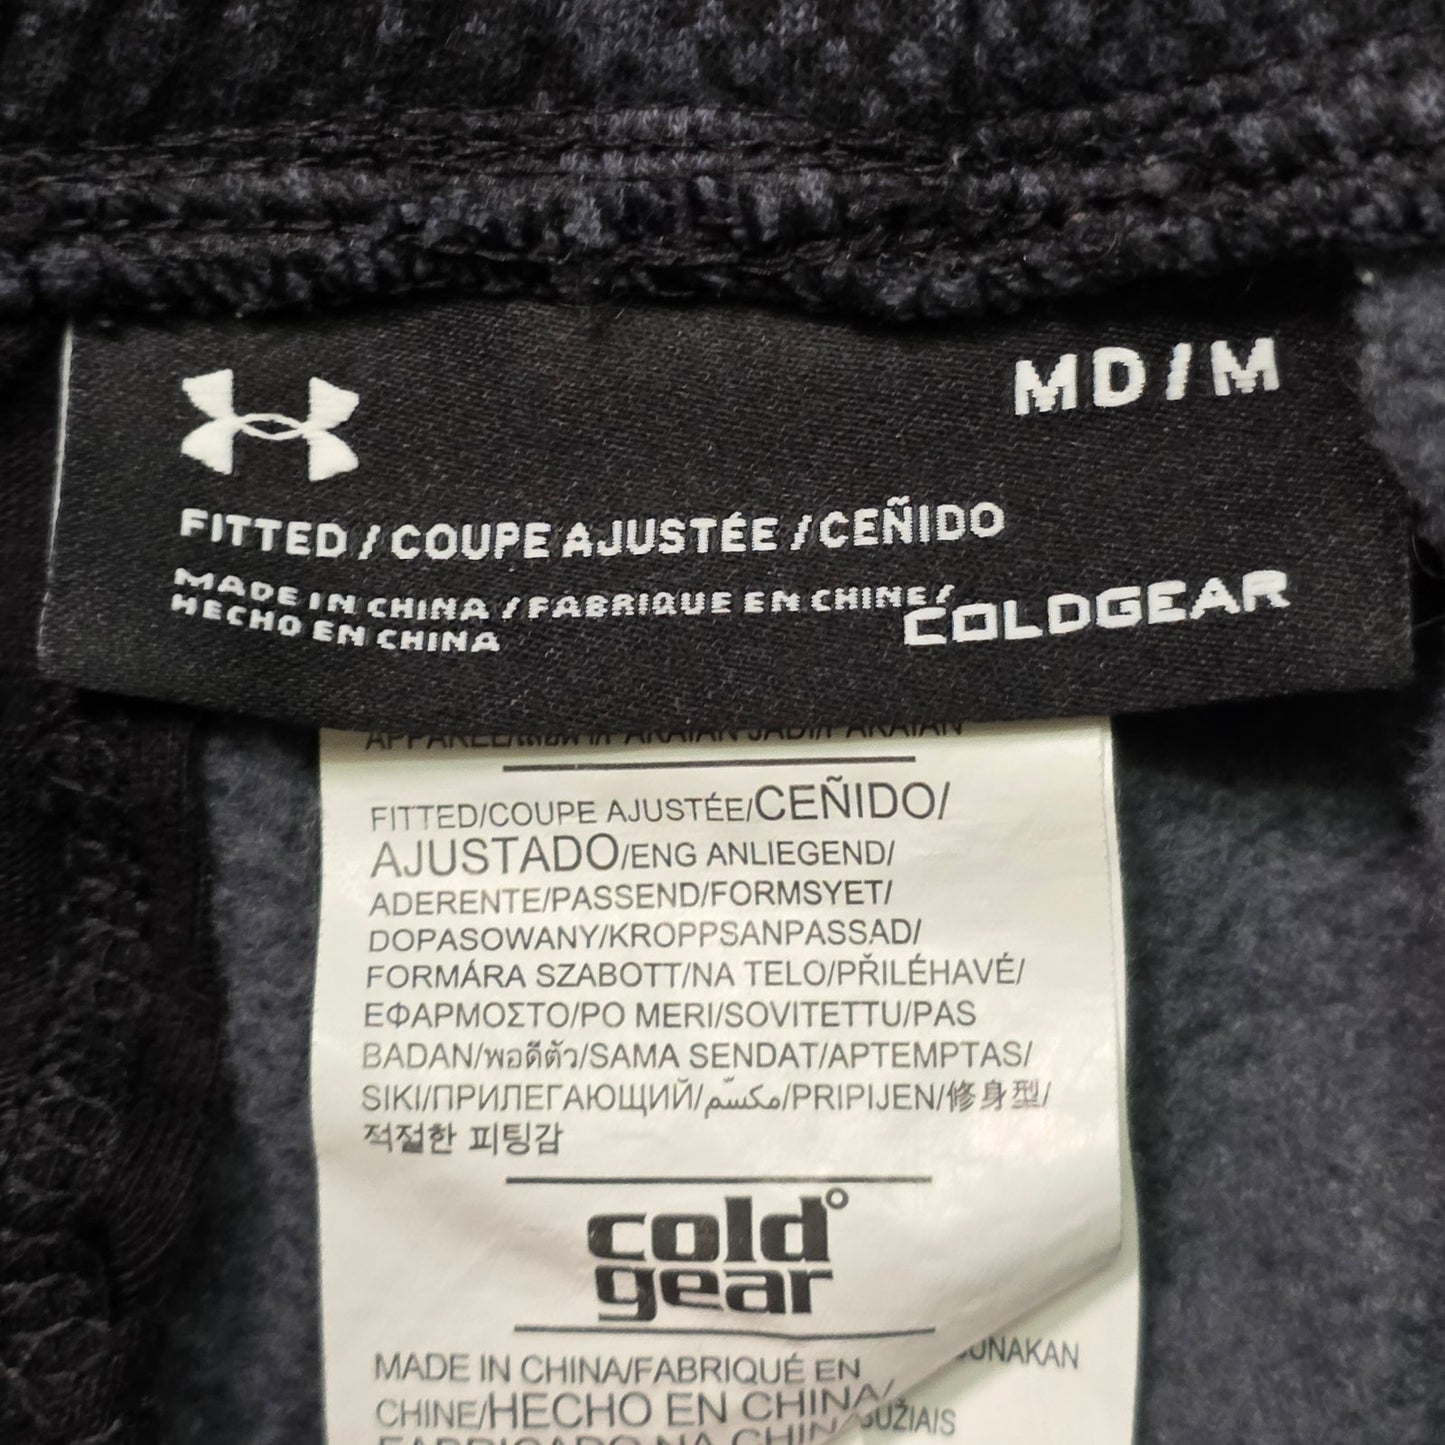 MD/M
FITTED/COUPE AJUSTÉE/CEÑIDO
MADE IN CHINA/FABRIQUE EN CHINE/
HECHO EN CHINA
COLDGEAR
FITTED/COUPE AJUSTÉE/CEÑIDO/
AJUSTADO/ENG ANLIEGEND/
ADERENTE/PASSEND/FORMSYET/
DOPASOWANY/KROPPSANPASSAD/
FORMÁRA SZABOTT/NA TELO/PŘILÉHAVÉ/
ΕΦΑΡΜΟΣΤΟ/PO MERI/SOVITETTU/PAS
BADAN/พอดีตัว/SAMA SENDAT/APTEMPTAS/
SIKI/ПРИЛЕГАЮЩИЙ/مكسّم/PRIPIJEN/修身型/
적절한 피팅감
cold°
gear
MADE IN CHINA/FABRIQUÉ EN
CHINE/HECHO EN CHINA/